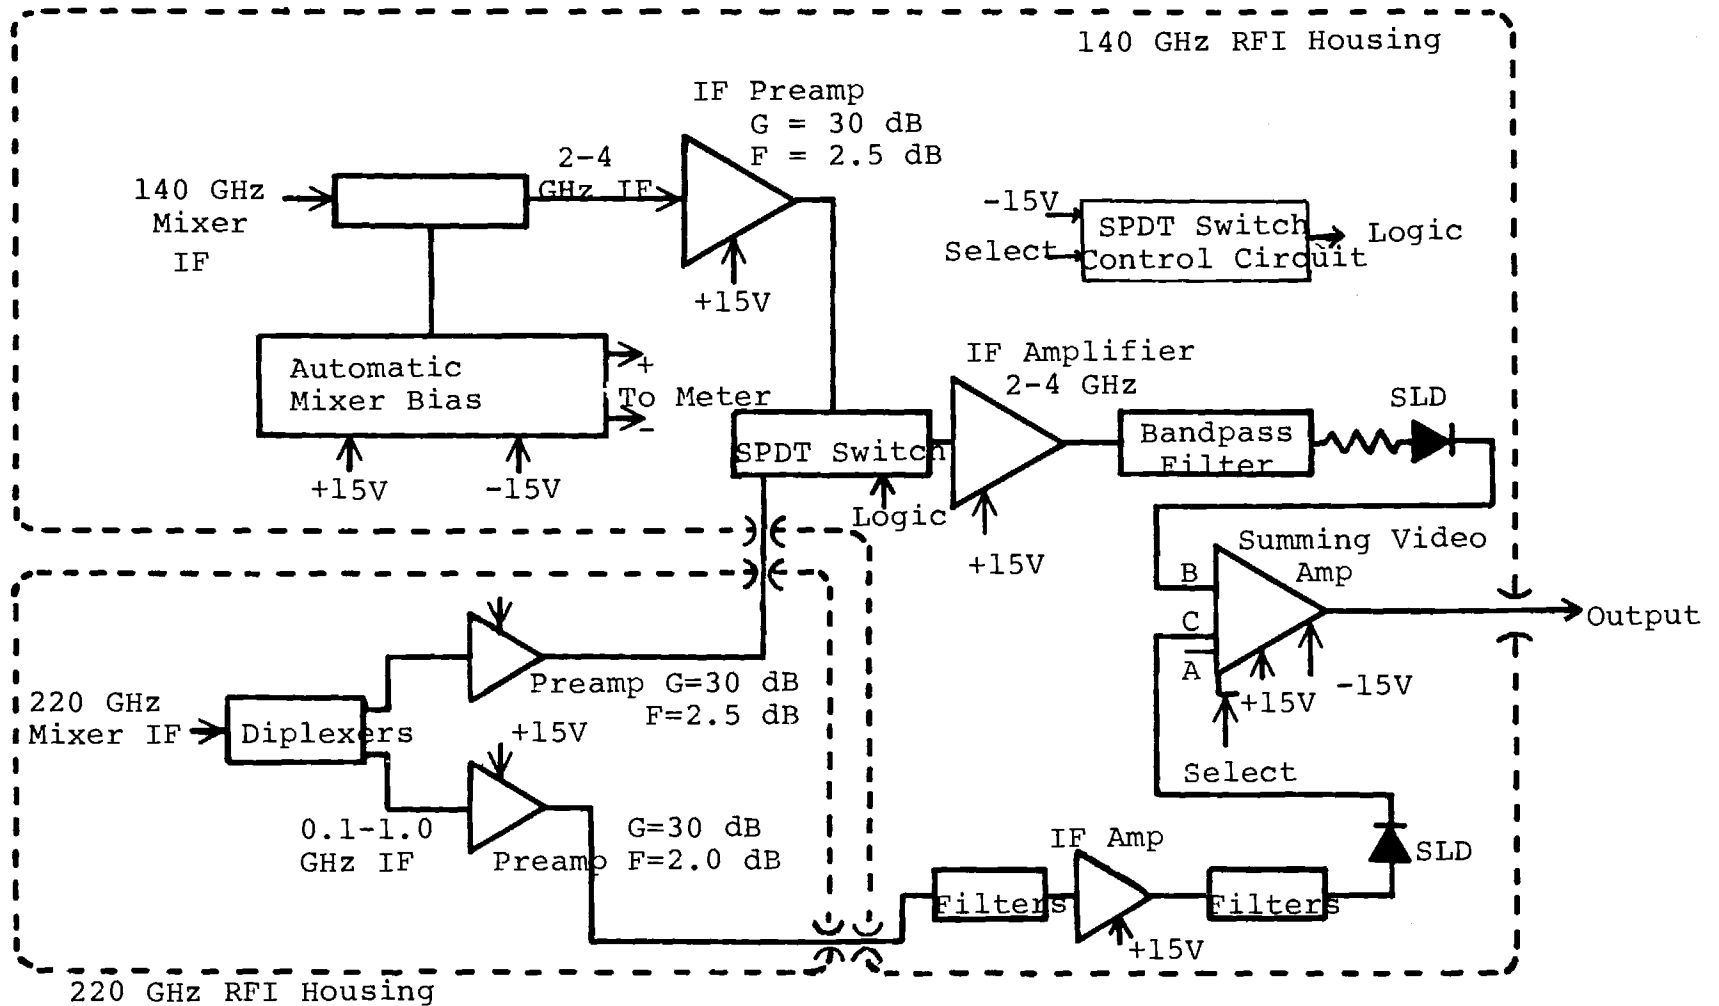 140 GHz RFI Housing
IF Preamp
G = 30 dB
F = 2.5 dB
2-4
GHz IF
140 GHz
Mixer
IF
+15V
-15V
Select
SPDT Switch
Control Circuit
Logic
Automatic
Mixer Bias
+
To Meter
-
+15V
-15V
SPDT Switch
Logic
IF Amplifier
2-4 GHz
+15V
Bandpass
Filter
SLD
Summing Video
Amp
B
C
A
+15V
-15V
Select
Output
220 GHz
Mixer IF
Diplexers
Preamp G=30 dB
F=2.5 dB
+15V
0.1-1.0
GHz IF
G=30 dB
Preamp F=2.0 dB
Filters
IF Amp
+15V
Filters
SLD
220 GHz RFI Housing